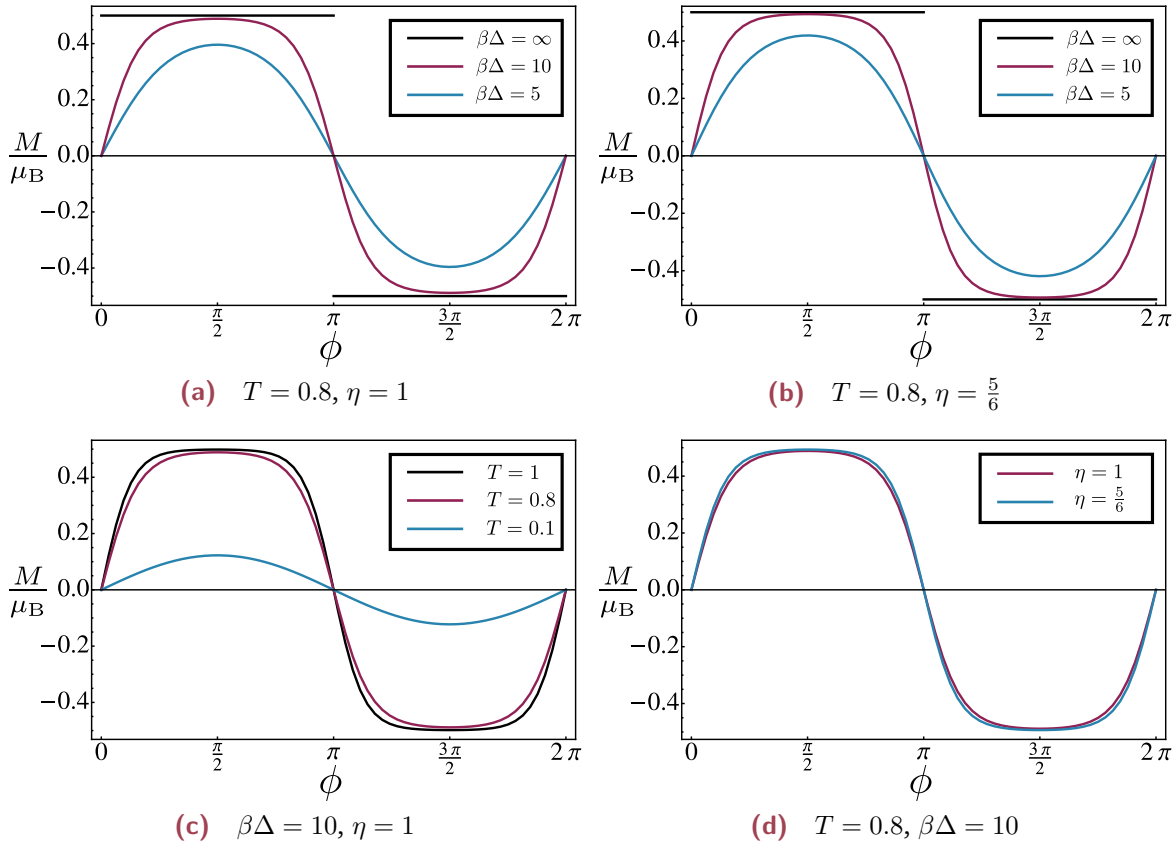 0.4
0.2
M/μ_B 0.0
−0.2
−0.4
0 π/2 π 3π/2 2π
ϕ
βΔ = ∞
βΔ = 10
βΔ = 5
(a) T = 0.8, η = 1
0.4
0.2
M/μ_B 0.0
−0.2
−0.4
0 π/2 π 3π/2 2π
ϕ
βΔ = ∞
βΔ = 10
βΔ = 5
(b) T = 0.8, η = 5/6
0.4
0.2
M/μ_B 0.0
−0.2
−0.4
0 π/2 π 3π/2 2π
ϕ
T = 1
T = 0.8
T = 0.1
(c) βΔ = 10, η = 1
0.4
0.2
M/μ_B 0.0
−0.2
−0.4
0 π/2 π 3π/2 2π
ϕ
η = 1
η = 5/6
(d) T = 0.8, βΔ = 10